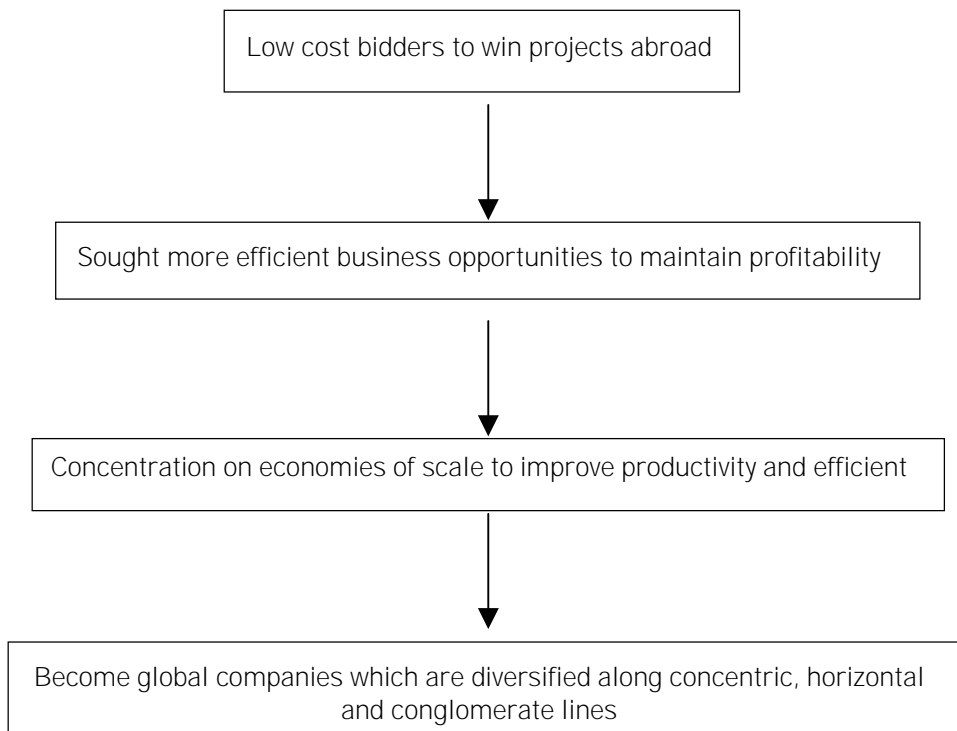 Low cost bidders to win projects abroad
Sought more efficient business opportunities to maintain profitability
Concentration on economies of scale to improve productivity and efficient
Become global companies which are diversified along concentric, horizontal
and conglomerate lines